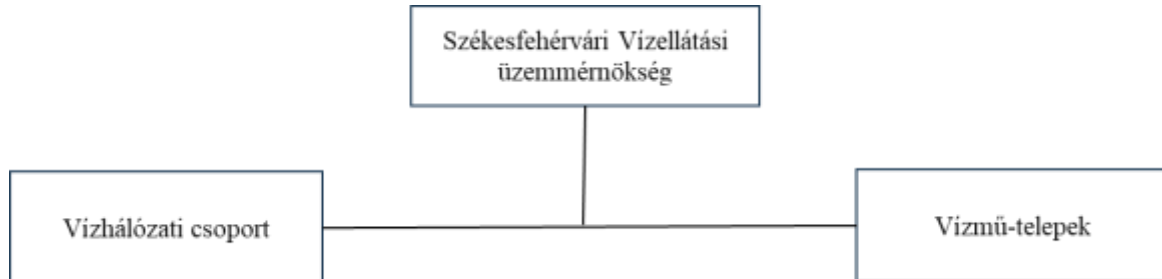 Székesfehérvári Vízellátási
üzemmérnökség
Vízhálózati csoport
Vízmű-telepek